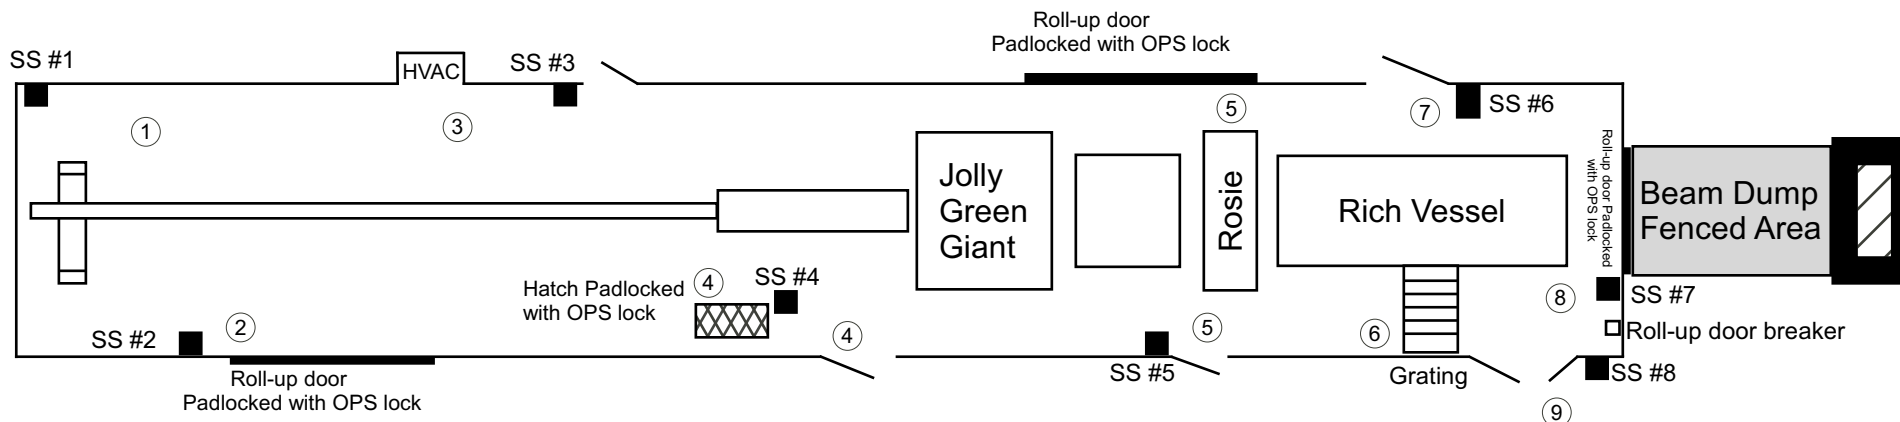 Roll-up door
Padlocked with OPS lock
SS #1
HVAC
SS #3
SS #6
1
3
5
7
Jolly
Green
Giant
Rosie
Rich Vessel
Roll-up door Padlocked
with OPS lock
Beam Dump
Fenced Area
Hatch Padlocked
with OPS lock
4
SS #4
SS #2
2
4
5
6
8
SS #7
Roll-up door breaker
SS #5
Grating
SS #8
9
Roll-up door
Padlocked with OPS lock